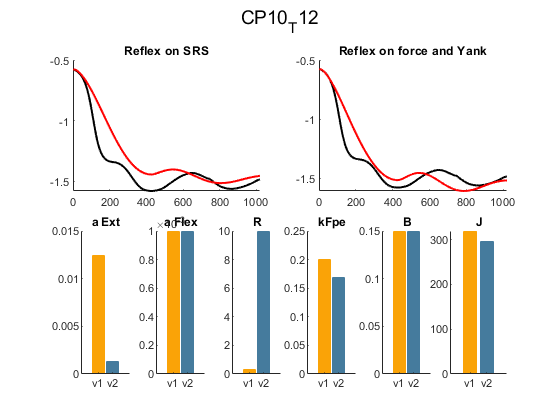 CP10_T12
Reflex on SRS
Reflex on force and Yank
-0.5
-1
-1.5
0 200 400 600 800 1000
-0.5
-1
-1.5
0 200 400 600 800 1000
a Ext
0.015
0.01
0.005
0
v1 v2
a Flex
1
0.8
0.6
0.4
0.2
0
v1 v2
R
10
8
6
4
2
0
v1 v2
kFpe
0.25
0.2
0.15
0.1
0.05
0
v1 v2
B
0.15
0.1
0.05
0
v1 v2
J
300
200
100
0
v1 v2